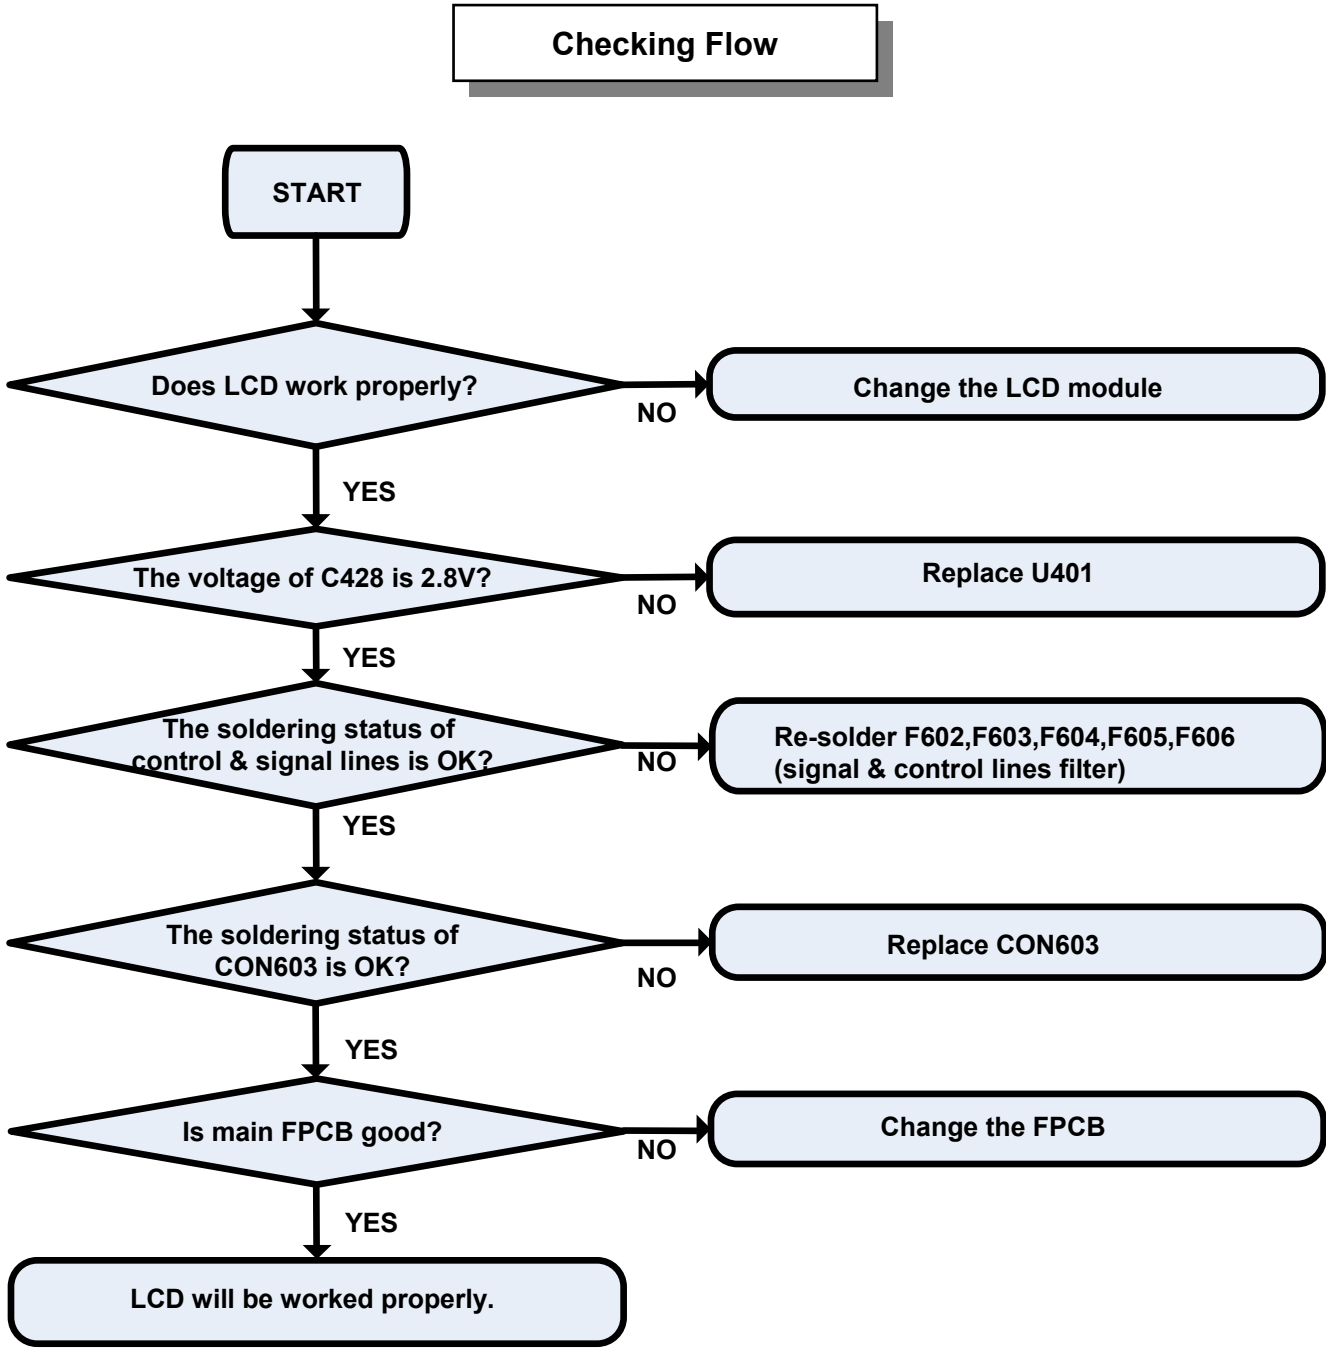 Checking Flow
START
Does LCD work properly?
NO
Change the LCD module
YES
The voltage of C428 is 2.8V?
NO
Replace U401
YES
The soldering status of
control & signal lines is OK?
NO
Re-solder F602,F603,F604,F605,F606
(signal & control lines filter)
YES
The soldering status of
CON603 is OK?
NO
Replace CON603
YES
Is main FPCB good?
NO
Change the FPCB
YES
LCD will be worked properly.